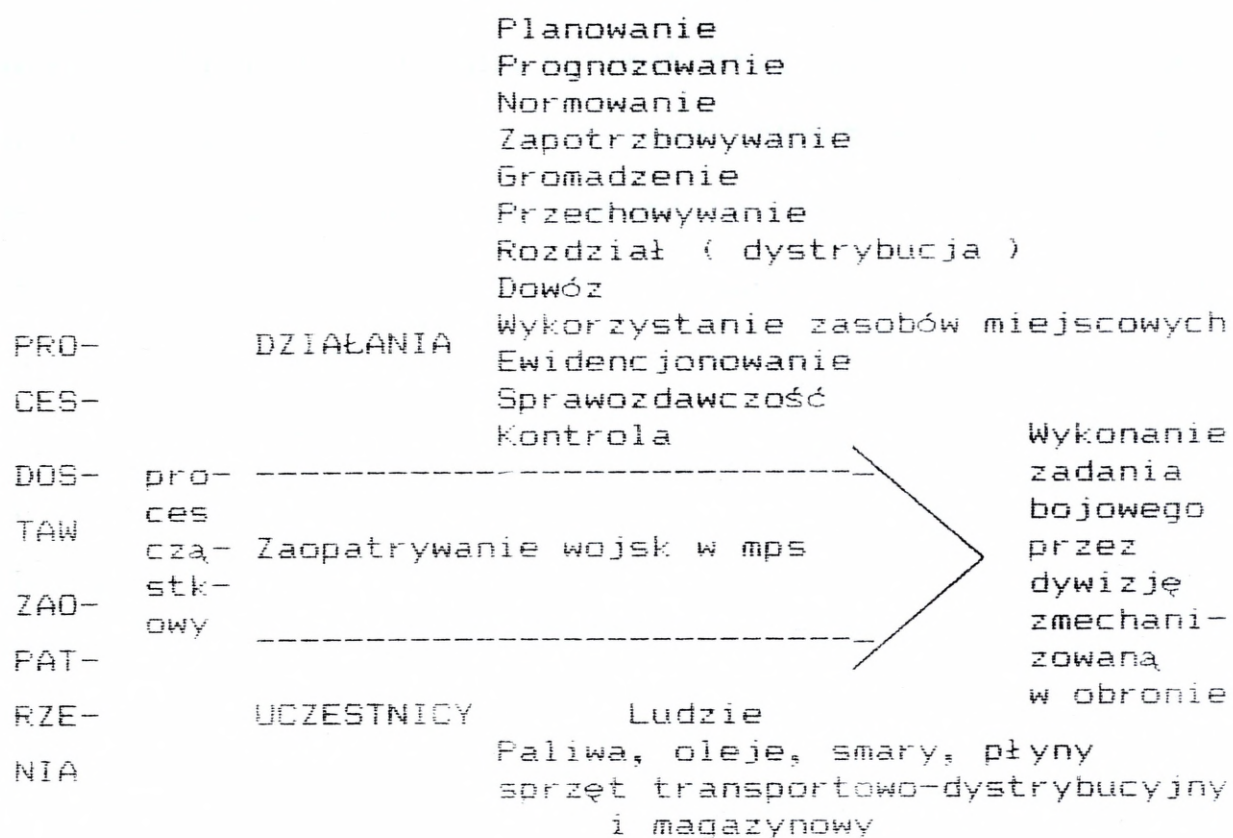 Planowanie
Prognozowanie
Normowanie
Zapotrzbowywanie
Gromadzenie
Przechowywanie
Rozdział ( dystrybucja )
Dowóz
Wykorzystanie zasobów miejscowych
Ewidencjonowanie
Sprawozdawczość
Kontrola
DZIAŁANIA
PRO-
CES-
DOS-
TAW
ZAO-
PAT-
RZE-
NIA
pro-
ces
czą-
stk-
owy
Zaopatrywanie wojsk w mps
Wykonanie
zadania
bojowego
przez
dywizję
zmechani-
zowaną
w obronie
UCZESTNICY
Ludzie
Paliwa, oleje, smary, płyny
sprzęt transportowo-dystrybucyjny
i magazynowy